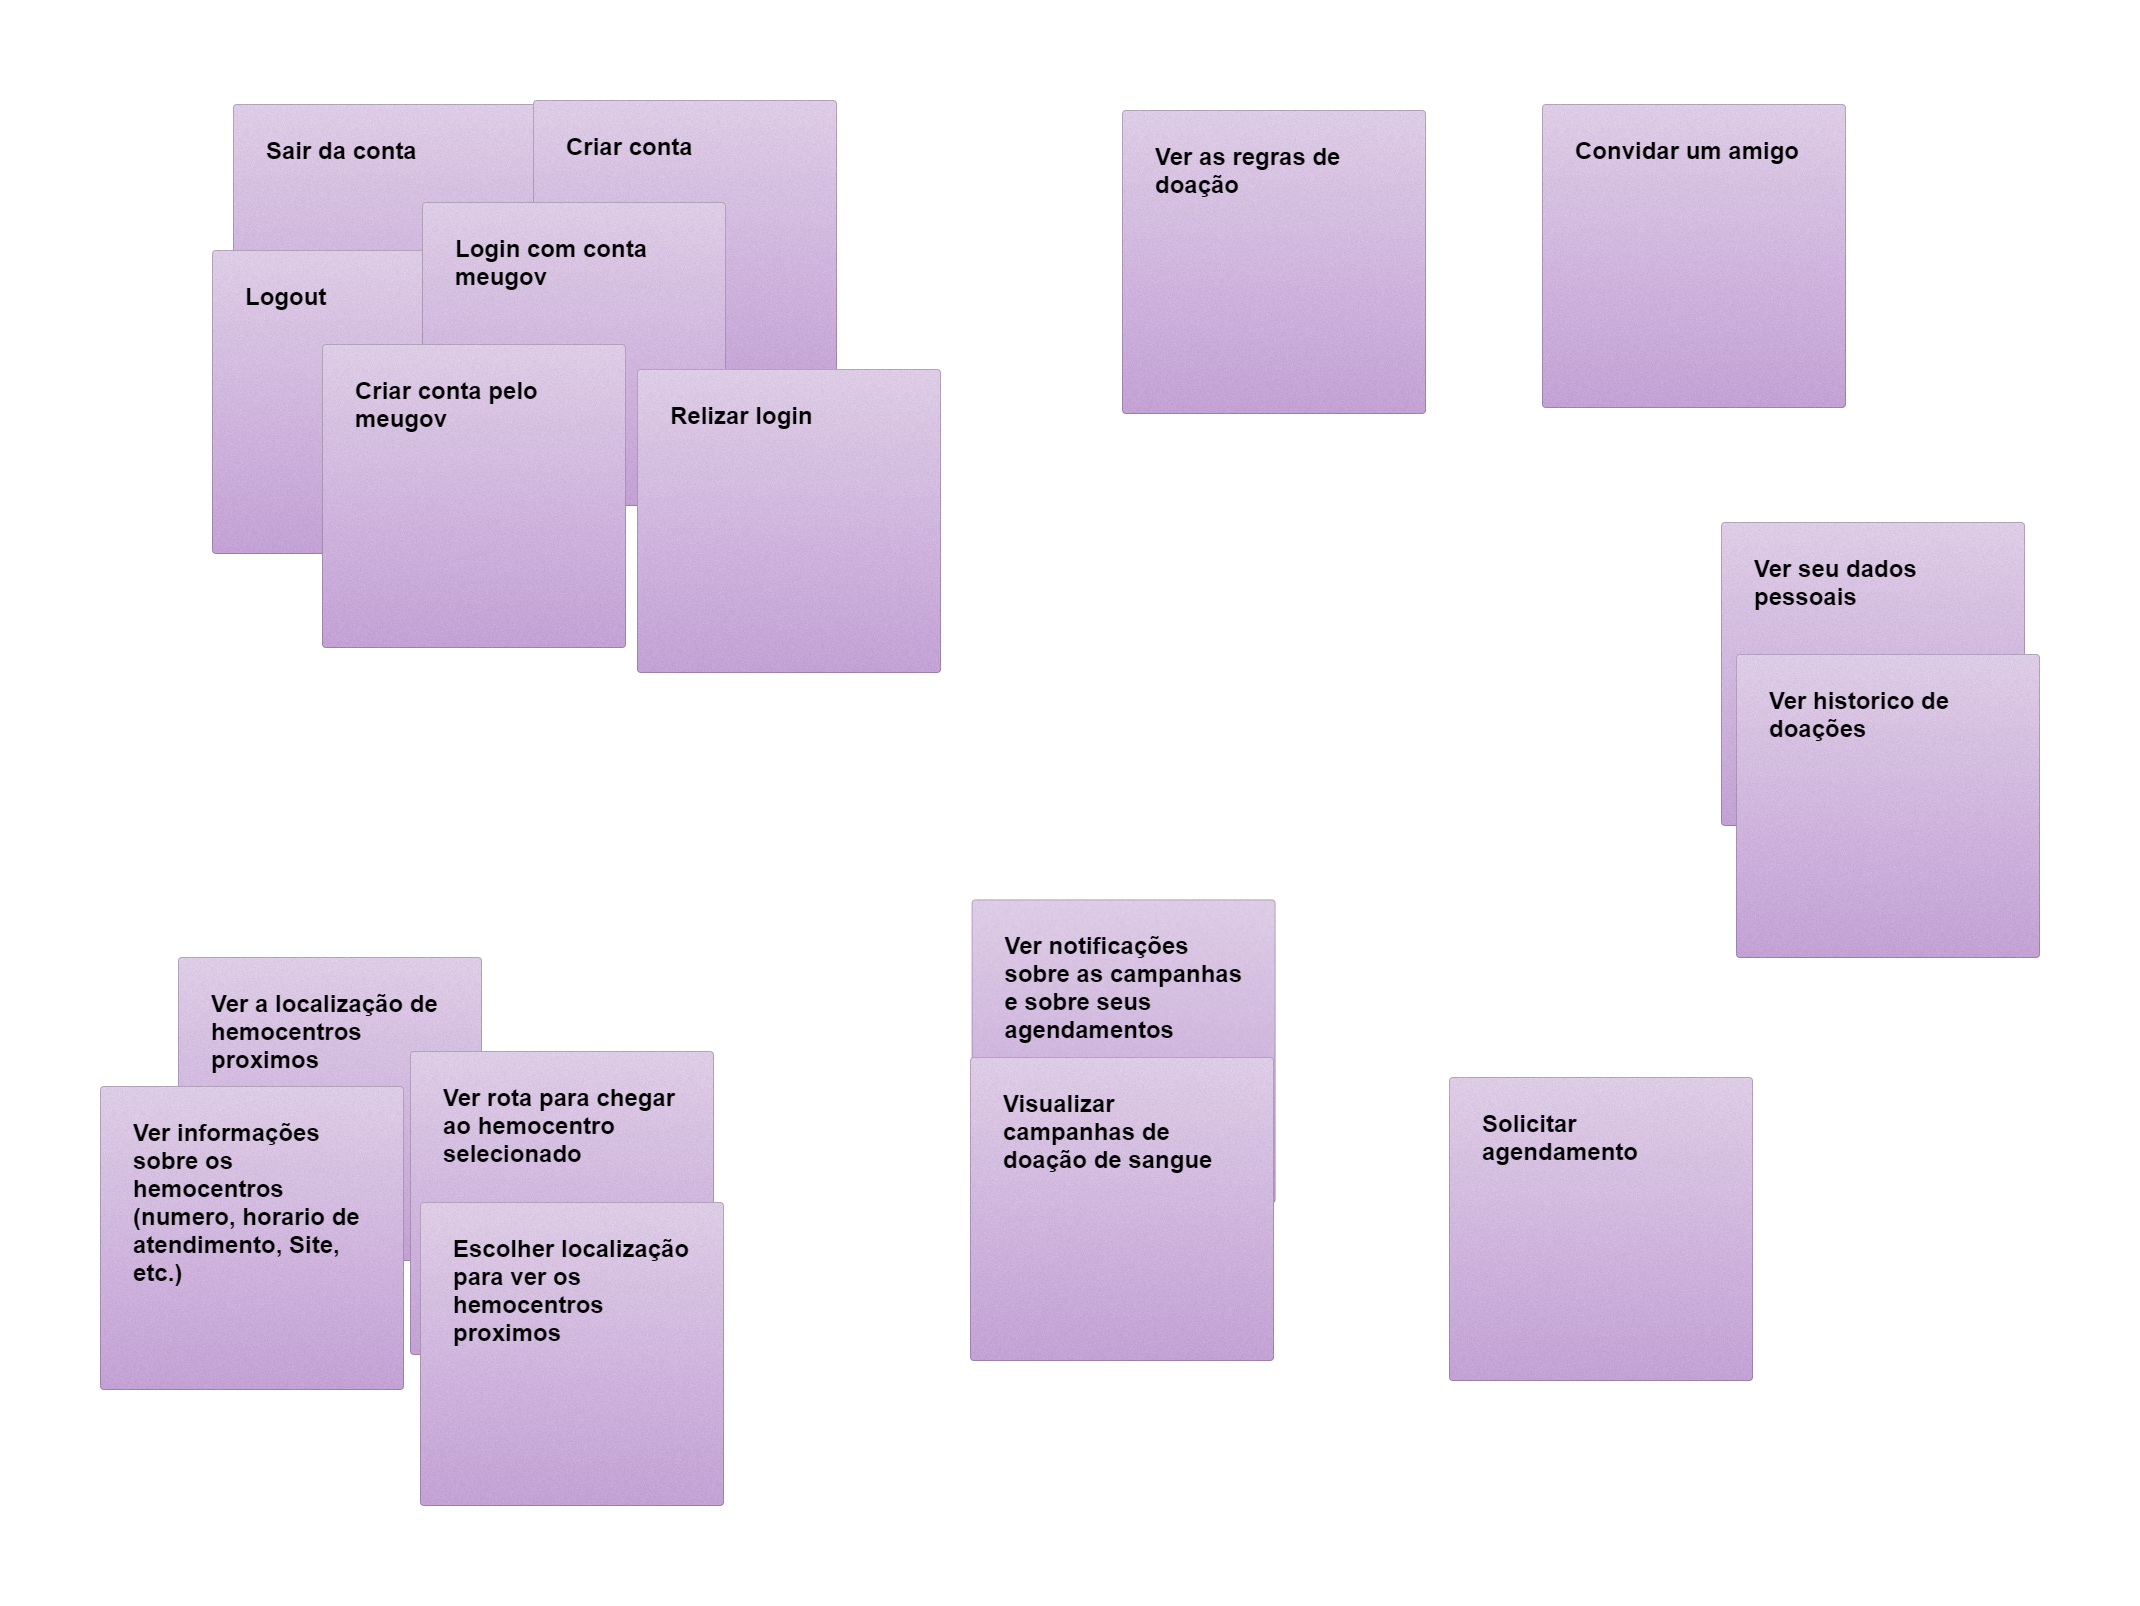 Sair da conta
Criar conta
Login com conta
meugov
Logout
Criar conta pelo
meugov
Relizar login
Ver as regras de
doação
Convidar um amigo
Ver seu dados
pessoais
Ver historico de
doações
Ver a localização de
hemocentros
proximos
Ver informações
sobre os
hemocentros
(numero, horario de
atendimento, Site,
etc.)
Ver rota para chegar
ao hemocentro
selecionado
Escolher localização
para ver os
hemocentros
proximos
Ver notificações
sobre as campanhas
e sobre seus
agendamentos
Visualizar
campanhas de
doação de sangue
Solicitar
agendamento